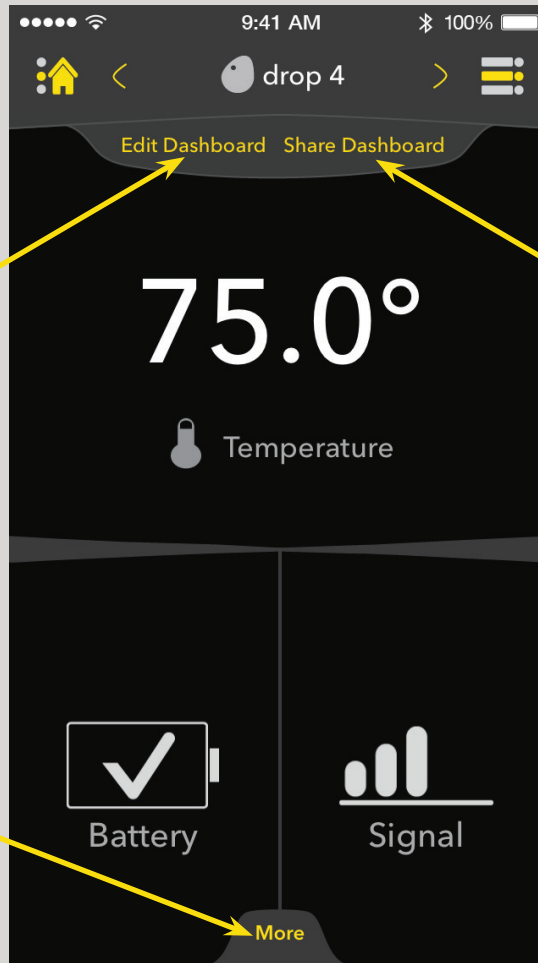 9:41 AM 100%
drop 4
Edit Dashboard Share Dashboard
75.0°
Temperature
Battery Signal
More